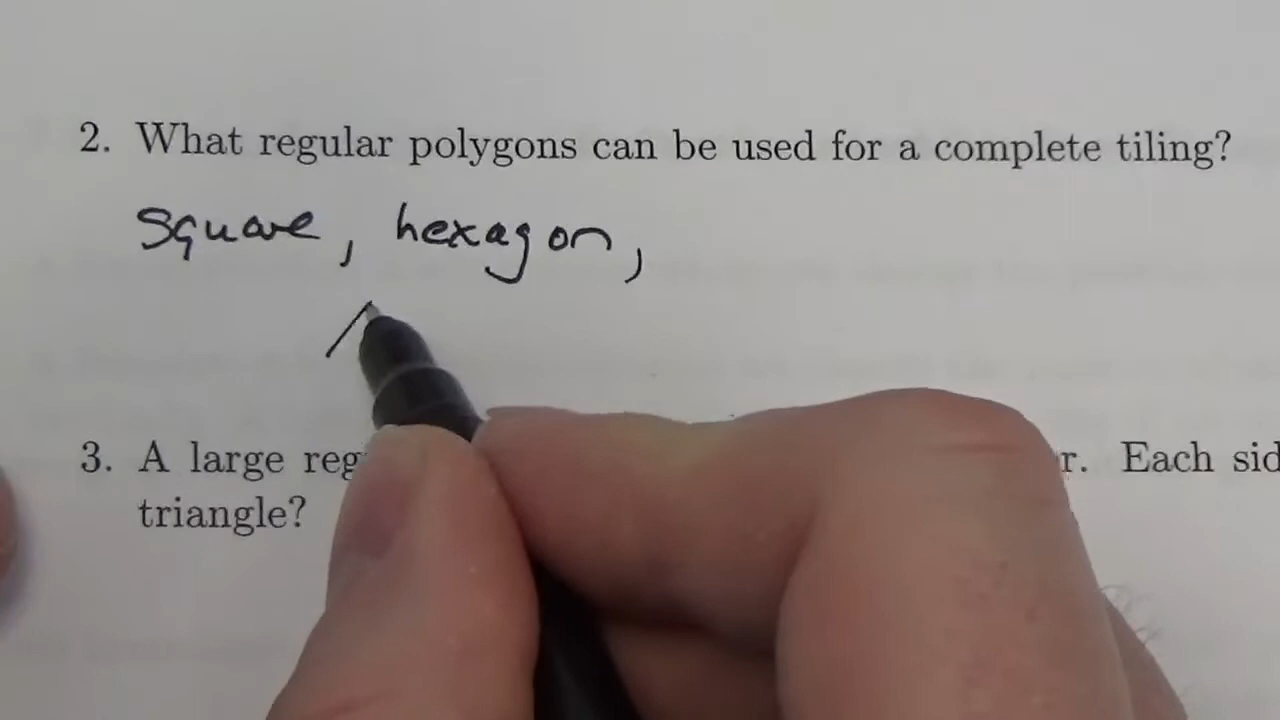 2. What regular polygons can be used for a complete tiling?
square, hexagon,
3. A large reg r. Each sid
triangle?